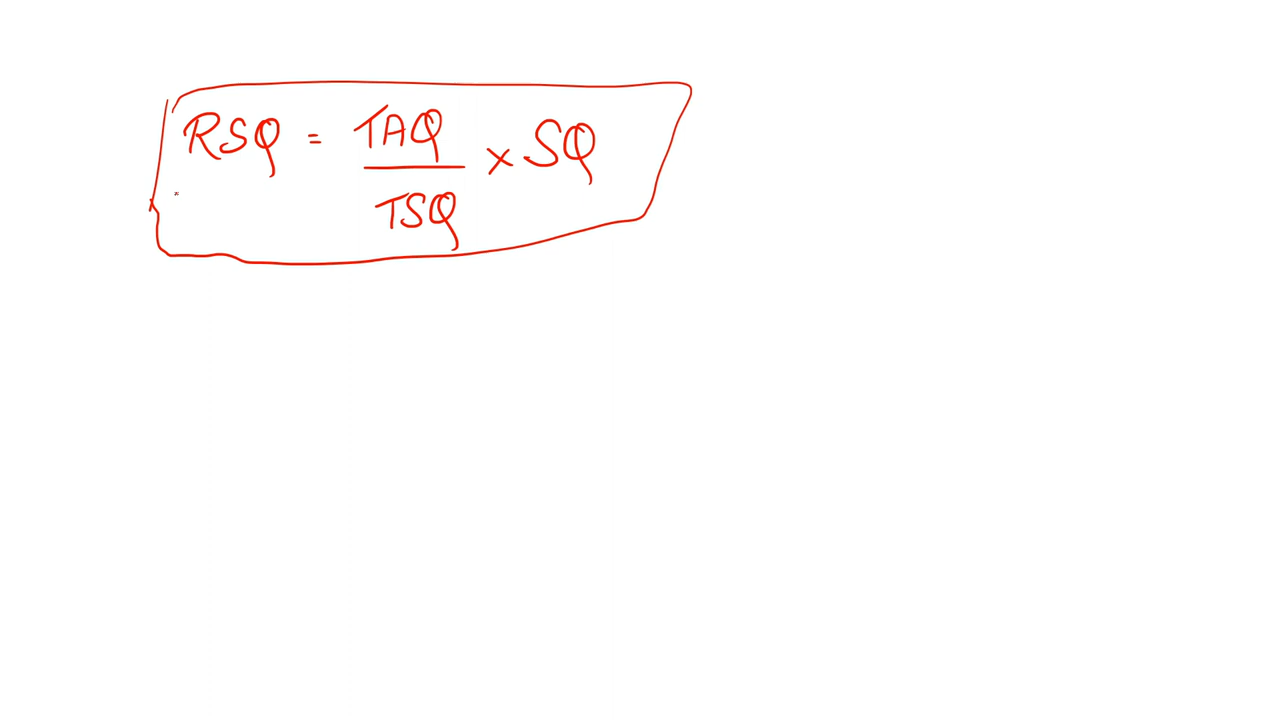 RSQ = TAQ / TSQ × SQ